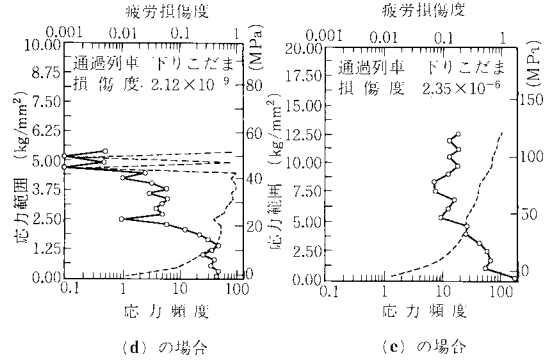 疲労損傷度
0.001 0.01 0.1 1
10.00
8.75
7.50
6.25
5.00
3.75
2.50
1.25
0.00
応力範囲 (kg/mm²)
通過列車 下りこだま
損傷度 2.12×10⁻⁹
80
60
40
20
0
(MPa)
0.1 1 10 100
応力頻度
(d) の場合
疲労損傷度
0.001 0.01 0.1 1
20.00
17.50
15.00
12.50
10.00
7.50
5.00
2.50
0.00
応力範囲 (kg/mm²)
通過列車 下りこだま
損傷度 2.35×10⁻⁶
150
100
50
0
(MPa)
0.1 1 10 100
応力頻度
(e) の場合